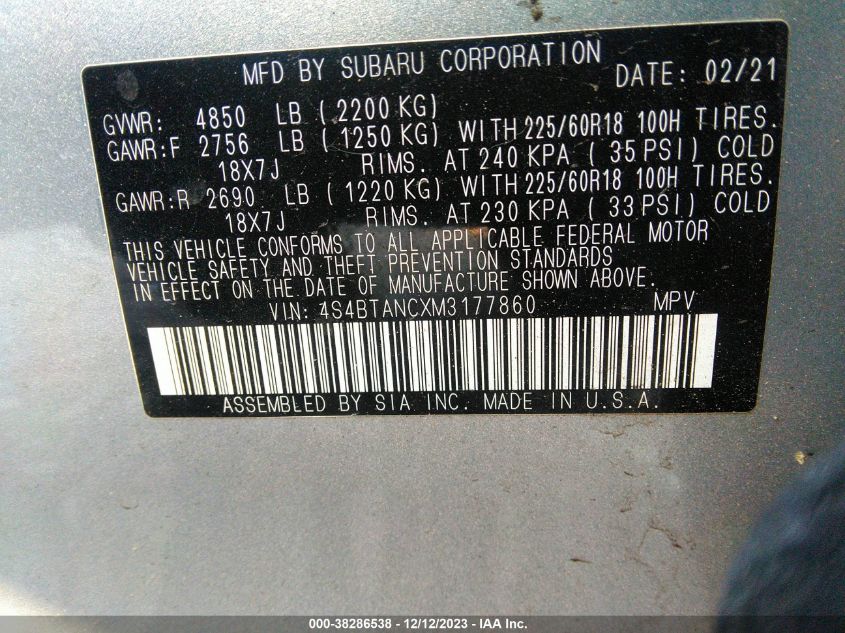 MFD BY SUBARU CORPORATION DATE: 02/21
GVWR: 4850 LB (2200 KG)
GAWR:F 2756 LB (1250 KG) WITH 225/60R18 100H TIRES.
18X7J RIMS. AT 240 KPA (35 PSI) COLD
GAWR:R 2690 LB (1220 KG) WITH 225/60R18 100H TIRES.
18X7J RIMS. AT 230 KPA (33 PSI) COLD
THIS VEHICLE CONFORMS TO ALL APPLICABLE FEDERAL MOTOR
VEHICLE SAFETY AND THEFT PREVENTION STANDARDS
IN EFFECT ON THE DATE OF MANUFACTURE SHOWN ABOVE.
VIN: 4S4BTANCXM3177860 MPV
ASSEMBLED BY SIA INC. MADE IN U.S.A.
000-38286538 - 12/12/2023 - IAA Inc.